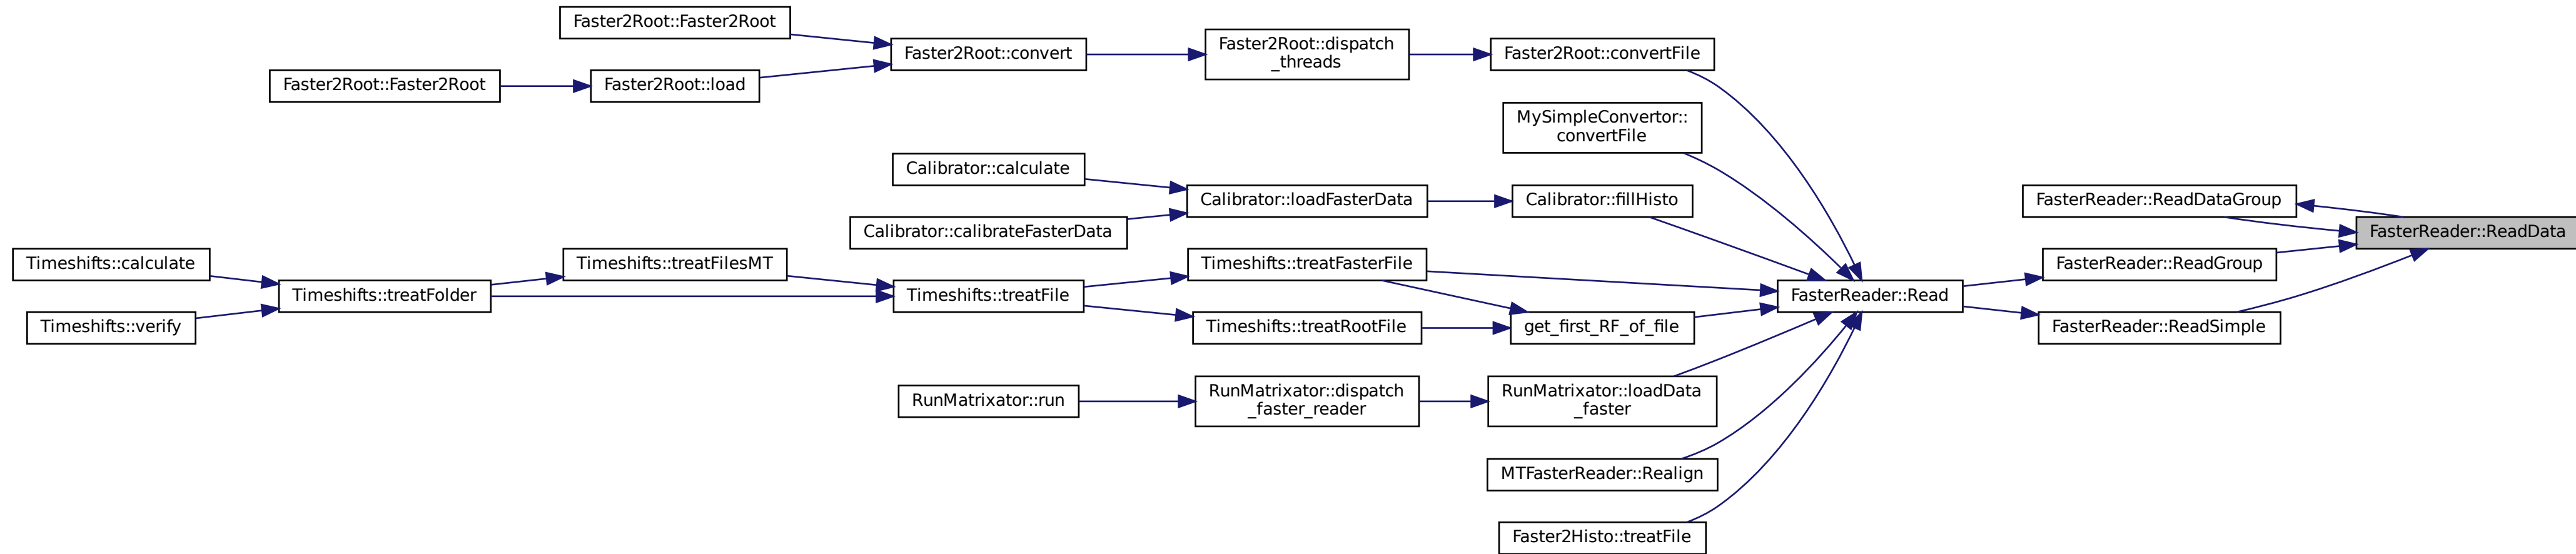 Faster2Root::Faster2Root
Faster2Root::convert
Faster2Root::dispatch
_threads
Faster2Root::convertFile
Faster2Root::Faster2Root
Faster2Root::load
MySimpleConvertor::
convertFile
Calibrator::calculate
Calibrator::loadFasterData
Calibrator::fillHisto
Calibrator::calibrateFasterData
FasterReader::ReadDataGroup
FasterReader::ReadData
Timeshifts::calculate
Timeshifts::treatFilesMT
Timeshifts::treatFasterFile
FasterReader::ReadGroup
Timeshifts::treatFolder
Timeshifts::treatFile
FasterReader::Read
Timeshifts::verify
Timeshifts::treatRootFile
get_first_RF_of_file
FasterReader::ReadSimple
RunMatrixator::run
RunMatrixator::dispatch
_faster_reader
RunMatrixator::loadData
_faster
MTFasterReader::Realign
Faster2Histo::treatFile